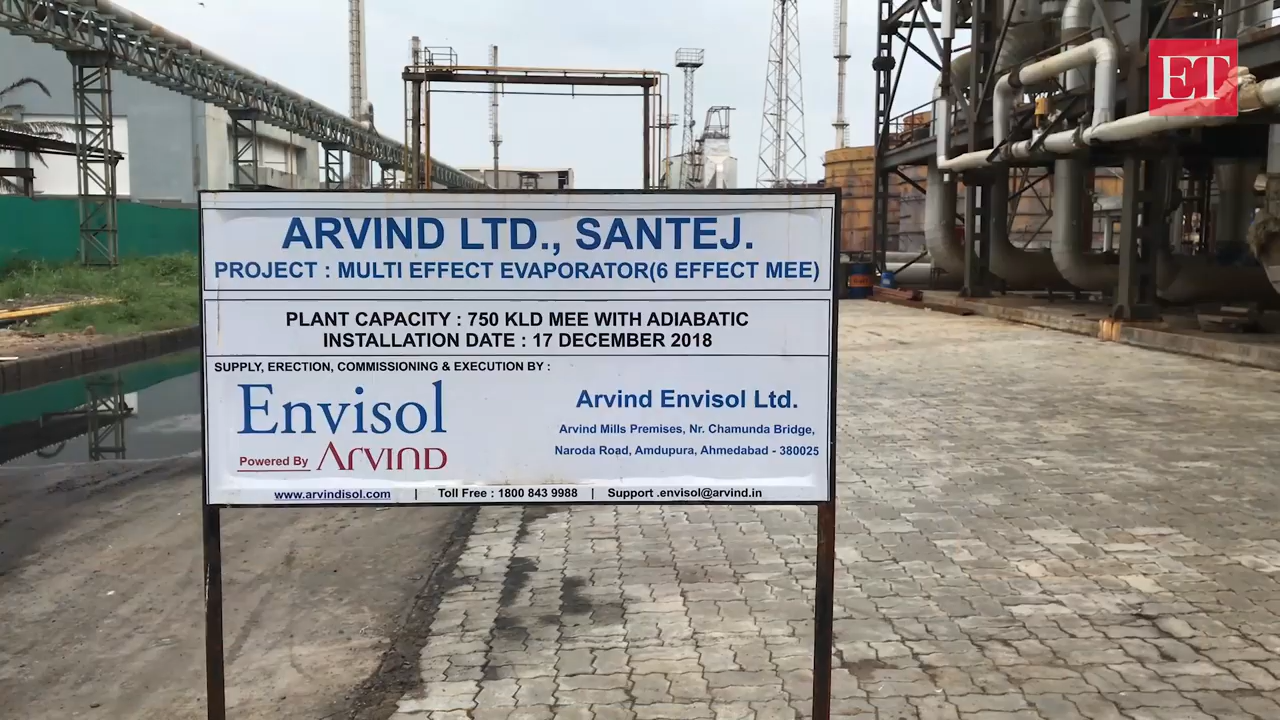 ET
ARVIND LTD., SANTEJ.
PROJECT : MULTI EFFECT EVAPORATOR(6 EFFECT MEE)
PLANT CAPACITY : 750 KLD MEE WITH ADIABATIC
INSTALLATION DATE : 17 DECEMBER 2018
SUPPLY, ERECTION, COMMISSIONING & EXECUTION BY :
Envisol
Powered By ARVIND
Arvind Envisol Ltd.
Arvind Mills Premises, Nr. Chamunda Bridge,
Naroda Road, Amdupura, Ahmedabad - 380025
www.arvindisol.com | Toll Free : 1800 843 9988 | Support .envisol@arvind.in